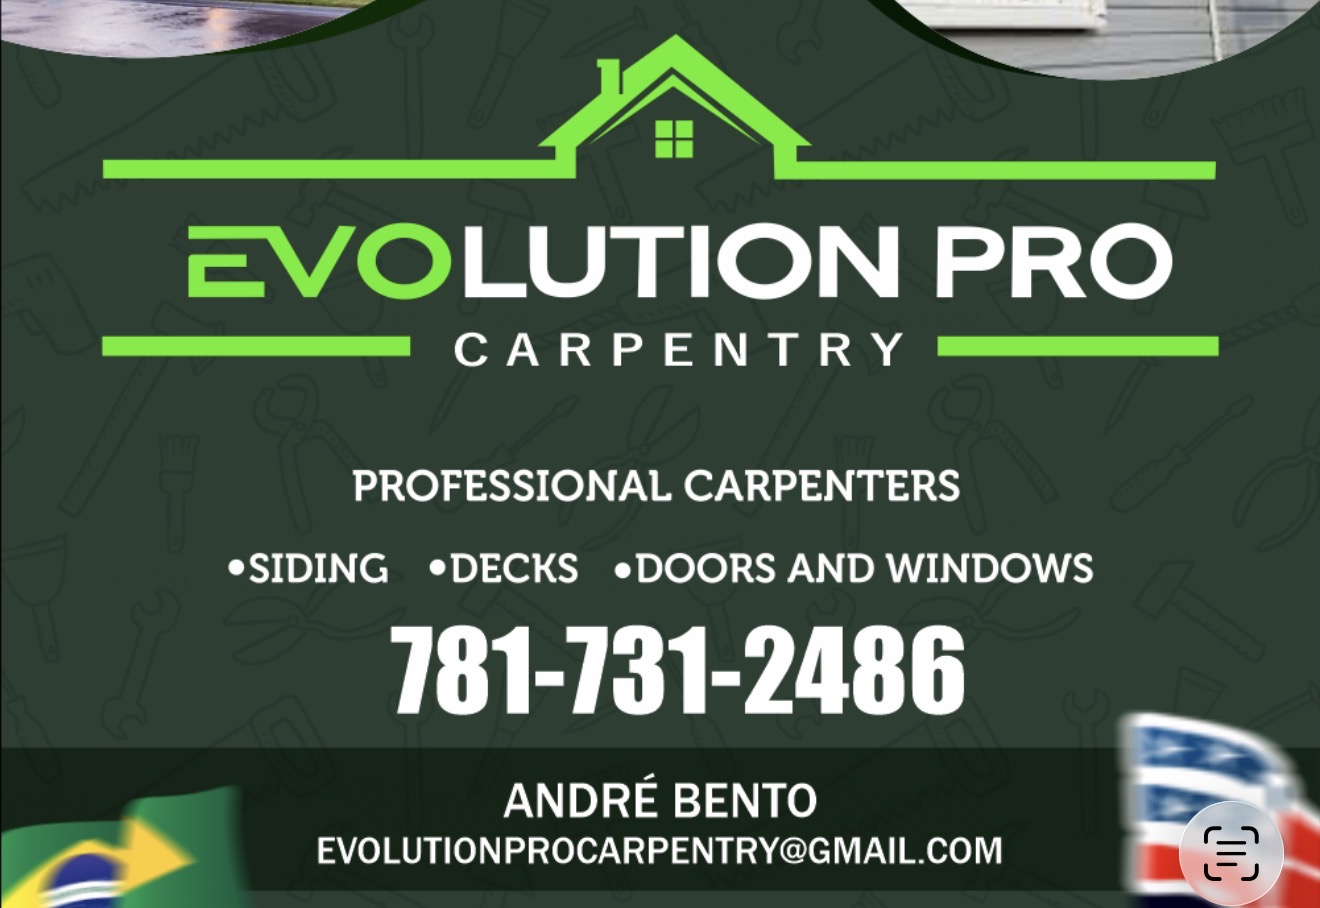 EVOLUTION PRO
CARPENTRY
PROFESSIONAL CARPENTERS
•SIDING •DECKS •DOORS AND WINDOWS
781-731-2486
ANDRÉ BENTO
EVOLUTIONPROCARPENTRY@GMAIL.COM